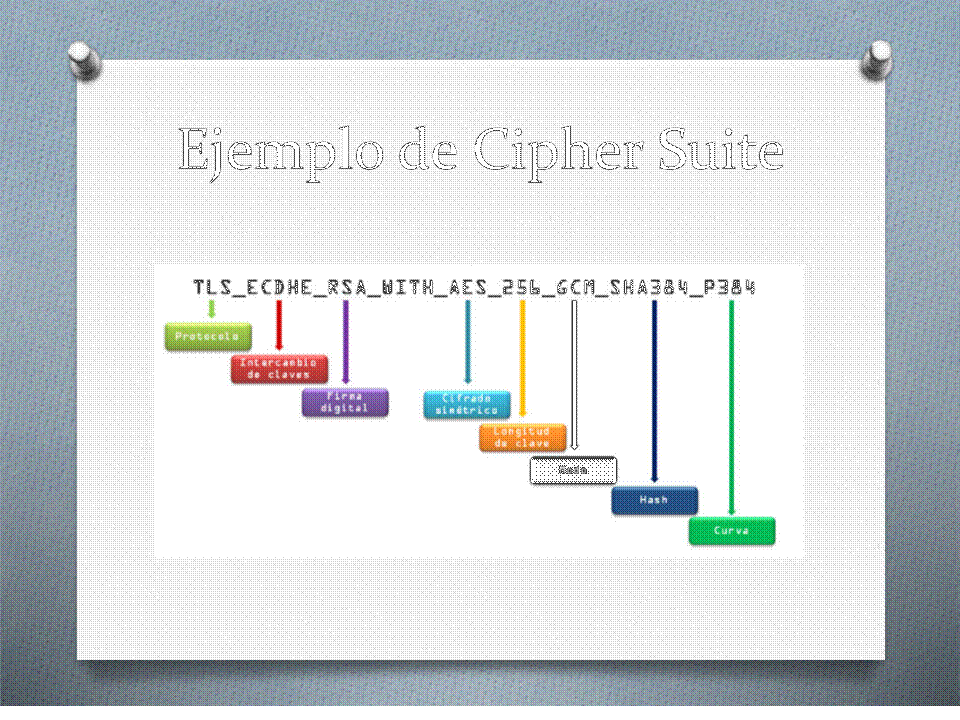 Ejemplo de Cipher Suite
TLS_ECDHE_RSA_WITH_AES_256_GCM_SHA384_P384
Protocolo
Intercambio
de claves
Firma
digital
Cifrado
simétrico
Longitud
de clave
Modo
Hash
Curva